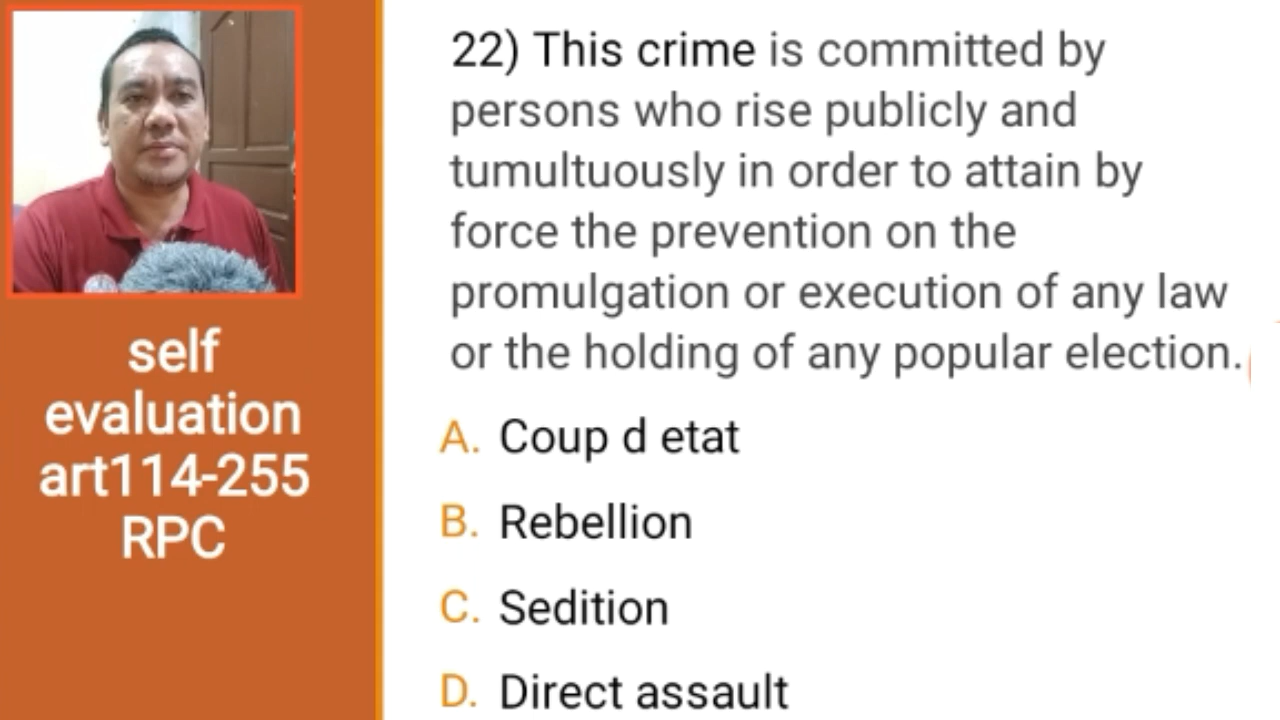 self
evaluation
art114-255
RPC
22) This crime is committed by
persons who rise publicly and
tumultuously in order to attain by
force the prevention on the
promulgation or execution of any law
or the holding of any popular election.
A. Coup d etat
B. Rebellion
C. Sedition
D. Direct assault